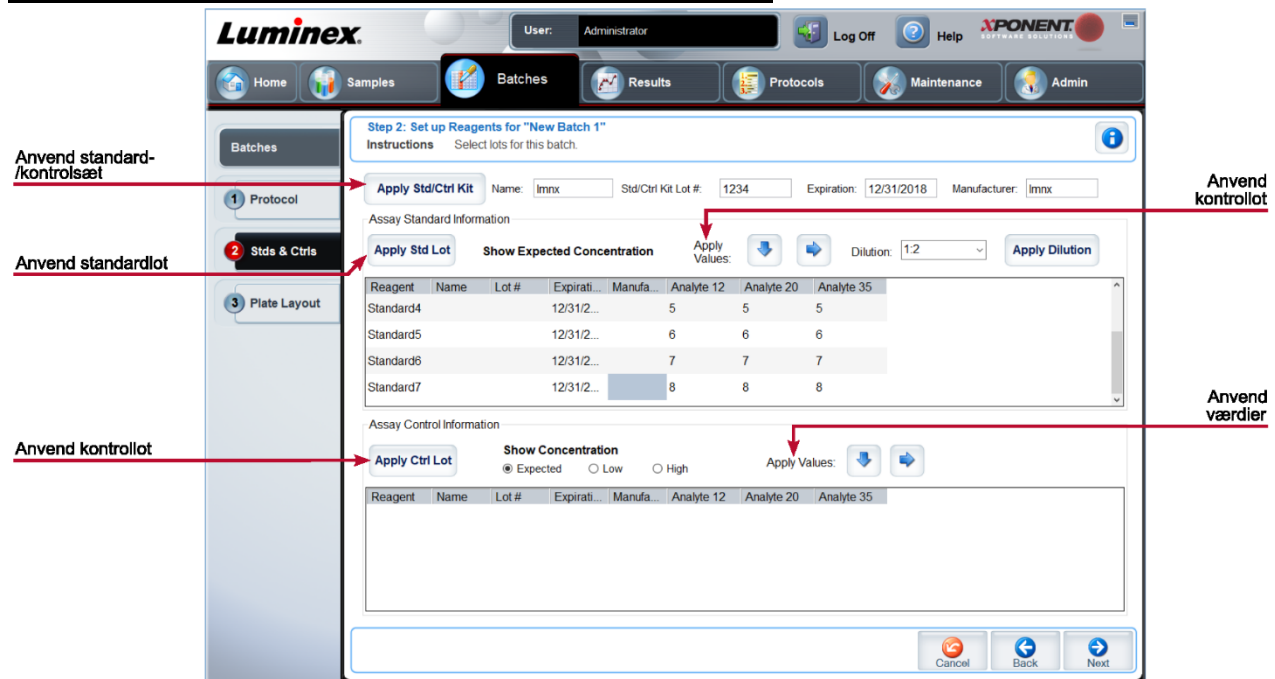 Luminex.
User: Administrator
Log Off
Help
XPONENT.
SOFTWARE SOLUTIONS
Home
Samples
Batches
Results
Protocols
Maintenance
Admin
Batches
1 Protocol
2 Stds & Ctrls
3 Plate Layout
Step 2: Set up Reagents for "New Batch 1"
Instructions Select lots for this batch.
Anvend standard-
/kontrolsæt
Apply Std/Ctrl Kit Name: lmnx Std/Ctrl Kit Lot #: 1234 Expiration: 12/31/2018 Manufacturer: lmnx
Anvend
kontrollot
Assay Standard Information
Anvend standardlot
Apply Std Lot Show Expected Concentration Apply Values: Dilution: 1:2 Apply Dilution
Reagent Name Lot # Expirati... Manufa... Analyte 12 Analyte 20 Analyte 35
Standard4 12/31/2... 5 5 5
Standard5 12/31/2... 6 6 6
Standard6 12/31/2... 7 7 7
Standard7 12/31/2... 8 8 8
Anvend
værdier
Assay Control Information
Anvend kontrollot
Apply Ctrl Lot Show Concentration
Expected Low High Apply Values:
Reagent Name Lot # Expirati... Manufa... Analyte 12 Analyte 20 Analyte 35
Cancel Back Next